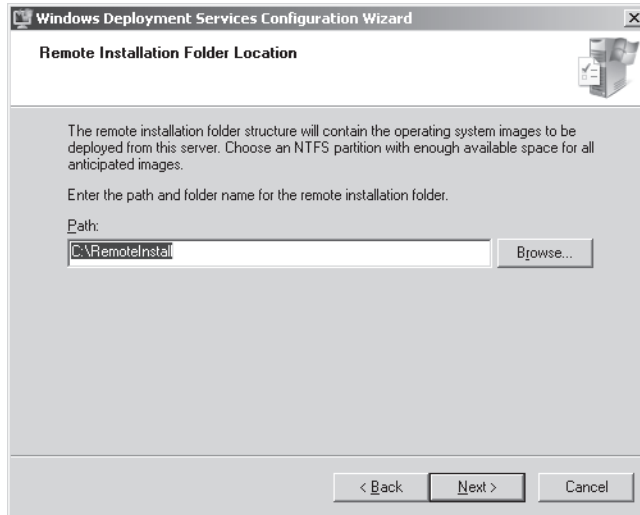 Windows Deployment Services Configuration Wizard
Remote Installation Folder Location
The remote installation folder structure will contain the operating system images to be
deployed from this server. Choose an NTFS partition with enough available space for all
anticipated images.
Enter the path and folder name for the remote installation folder.
Path:
C:\RemoteInstall
Browse...
< Back
Next >
Cancel